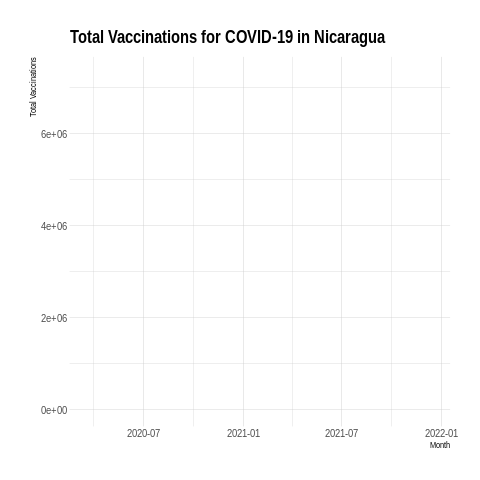 Total Vaccinations for COVID-19 in Nicaragua
Total Vaccinations
6e+06
4e+06
2e+06
0e+00
2020-07 2021-01 2021-07 2022-01
Month